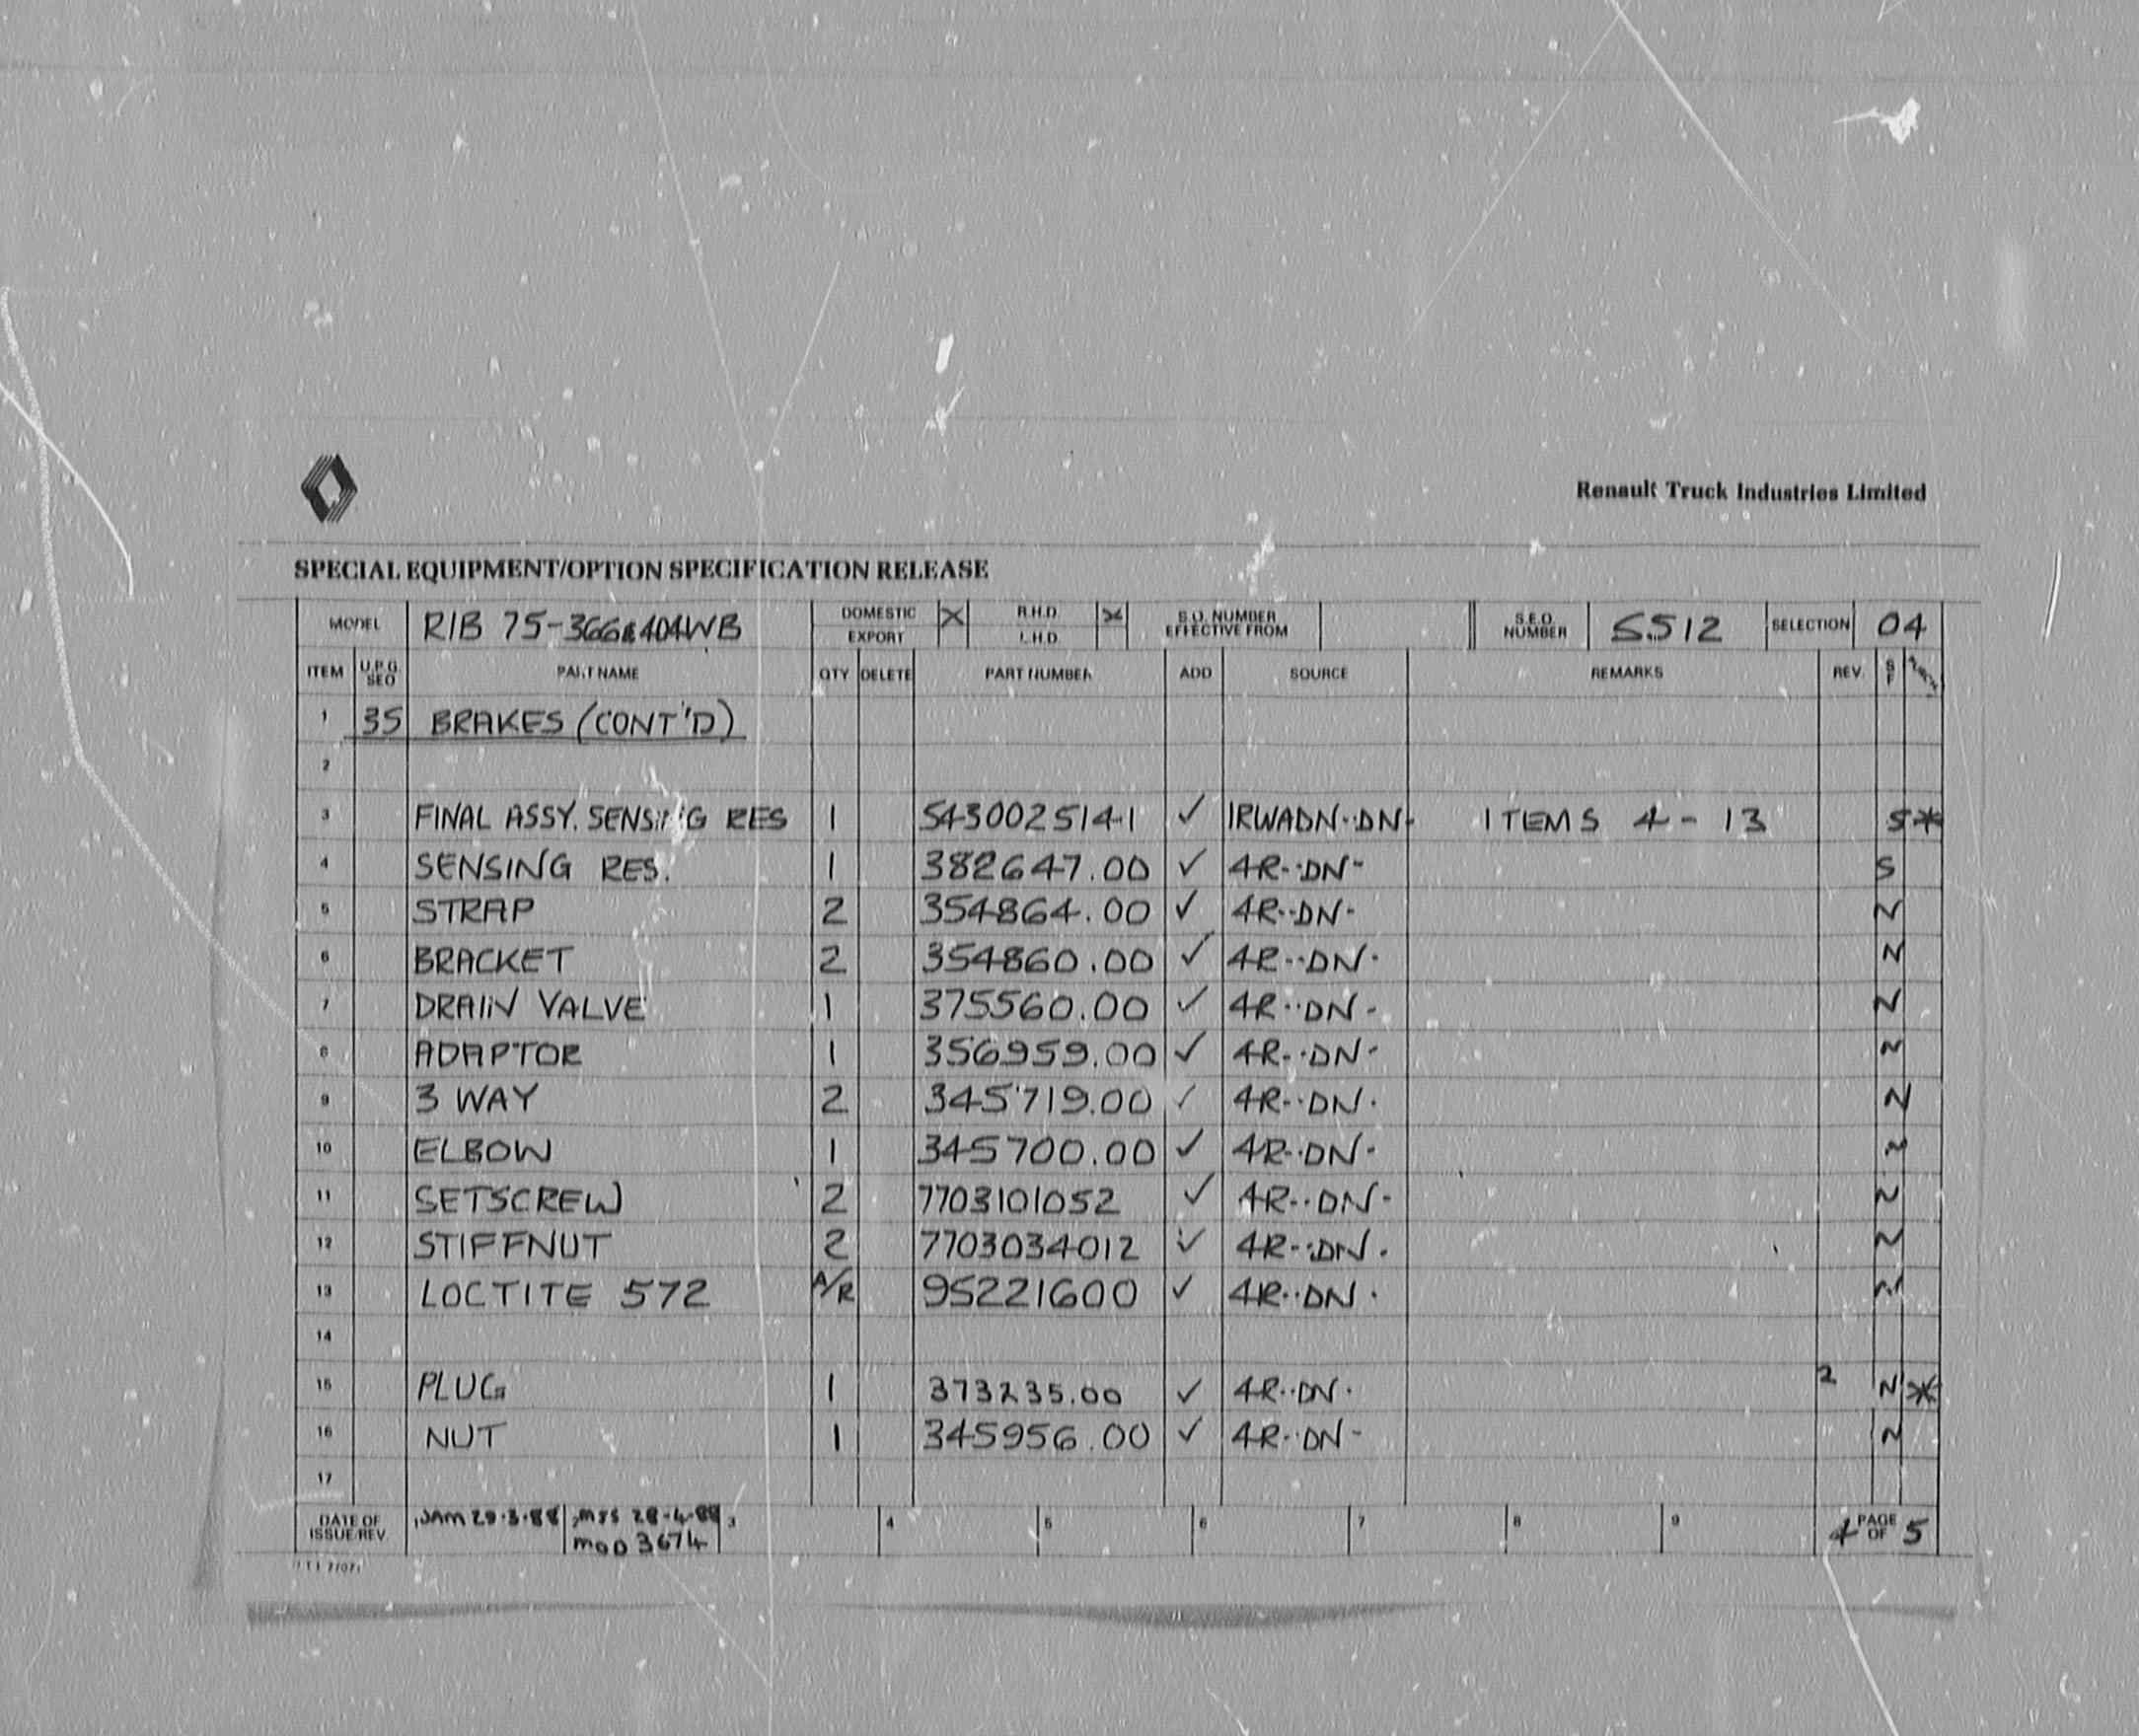 Renault Truck Industries Limited
SPECIAL EQUIPMENT/OPTION SPECIFICATION RELEASE
MODEL R1B 75-366&404WB DOMESTIC X R.H.D. X S.O. NUMBER EFFECTIVE FROM S.E.O. NUMBER S.512 SELECTION 04
EXPORT L.H.D.
ITEM U.P.G. SEQ PART NAME QTY DELETE PART NUMBER ADD SOURCE REMARKS REV. S F
1 35 BRAKES (CONT'D)
2
3 FINAL ASSY. SENSING RES 1 5430025141 ✓ 1RWADN··DN- ITEMS 4-13 S*
4 SENSING RES. 1 382647.00 ✓ 4R-·DN- S
5 STRAP 2 354864.00 ✓ 4R··DN- N
6 BRACKET 2 354860.00 ✓ 4R-·DN· N
7 DRAIN VALVE 1 375560.00 ✓ 4R··DN- N
8 ADAPTOR 1 356959.00 ✓ 4R-·DN- N
9 3 WAY 2 345719.00 ✓ 4R-·DN. N
10 ELBOW 1 345700.00 ✓ 4R-·DN- N
11 SETSCREW 2 7703101052 ✓ 4R-·DN- N
12 STIFFNUT 2 7703034012 ✓ 4R-·DN. N
13 LOCTITE 572 A/R 95221600 ✓ 4R··DN. N
14
15 PLUG 1 373235.00 ✓ 4R··DN. 2 N *
16 NUT 1 345956.00 ✓ 4R-·DN- N
17
DATE OF ISSUE/REV. JAM 29·3·88 MJS 28-4-88 3 4 5 6 7 8 9 4 PAGE OF 5
MOD 3674